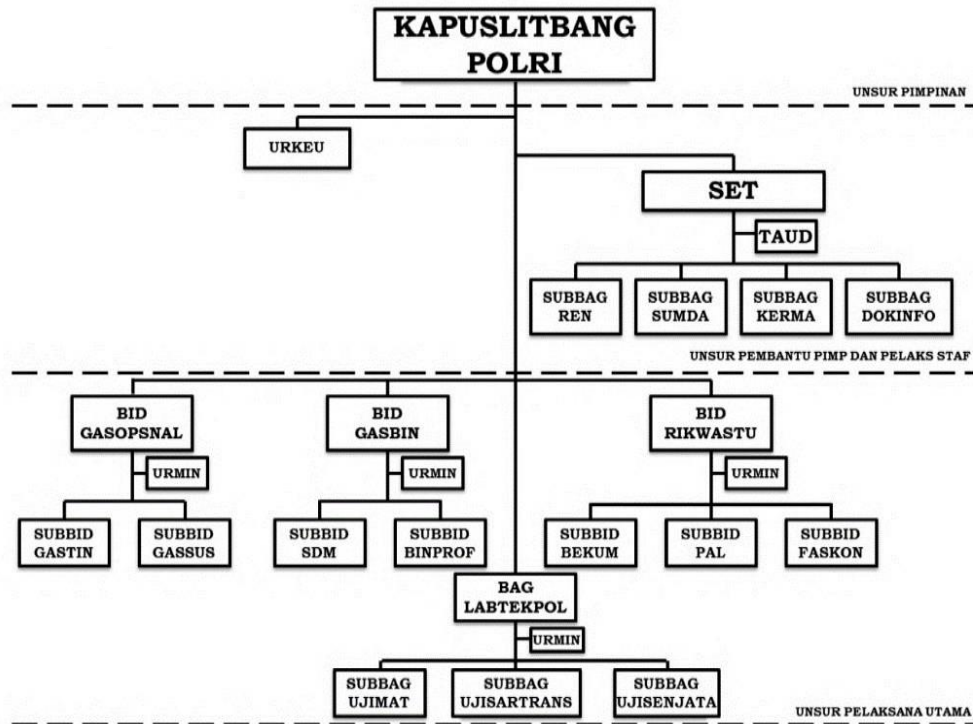 KAPUSLITBANG
POLRI
UNSUR PIMPINAN
URKEU
SET
TAUD
SUBBAG
REN
SUBBAG
SUMDA
SUBBAG
KERMA
SUBBAG
DOKINFO
UNSUR PEMBANTU PIMP DAN PELAKS STAF
BID
GASOPSNAL
BID
GASBIN
BID
RIKWASTU
URMIN
URMIN
URMIN
SUBBID
GASTIN
SUBBID
GASSUS
SUBBID
SDM
SUBBID
BINPROF
SUBBID
BEKUM
SUBBID
PAL
SUBBID
FASKON
BAG
LABTEKPOL
URMIN
SUBBAG
UJIMAT
SUBBAG
UJISARTRANS
SUBBAG
UJISENJATA
UNSUR PELAKSANA UTAMA